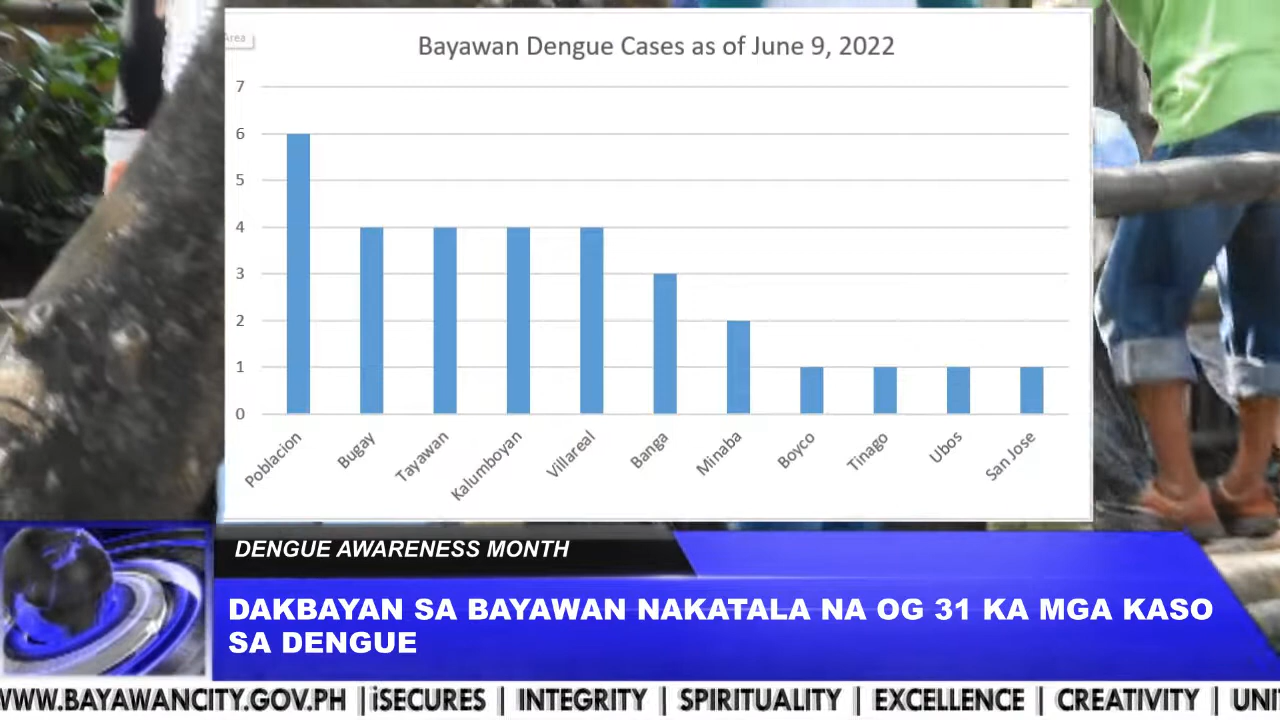 Area
Bayawan Dengue Cases as of June 9, 2022
7
6
5
4
3
2
1
0
Poblacion
Bugay
Tayawan
Kalumboyan
Villareal
Banga
Minaba
Boyco
Tinago
Ubos
San Jose
DENGUE AWARENESS MONTH
DAKBAYAN SA BAYAWAN NAKATALA NA OG 31 KA MGA KASO
SA DENGUE
WWW.BAYAWANCITY.GOV.PH | iSECURES | INTEGRITY | SPIRITUALITY | EXCELLENCE | CREATIVITY |